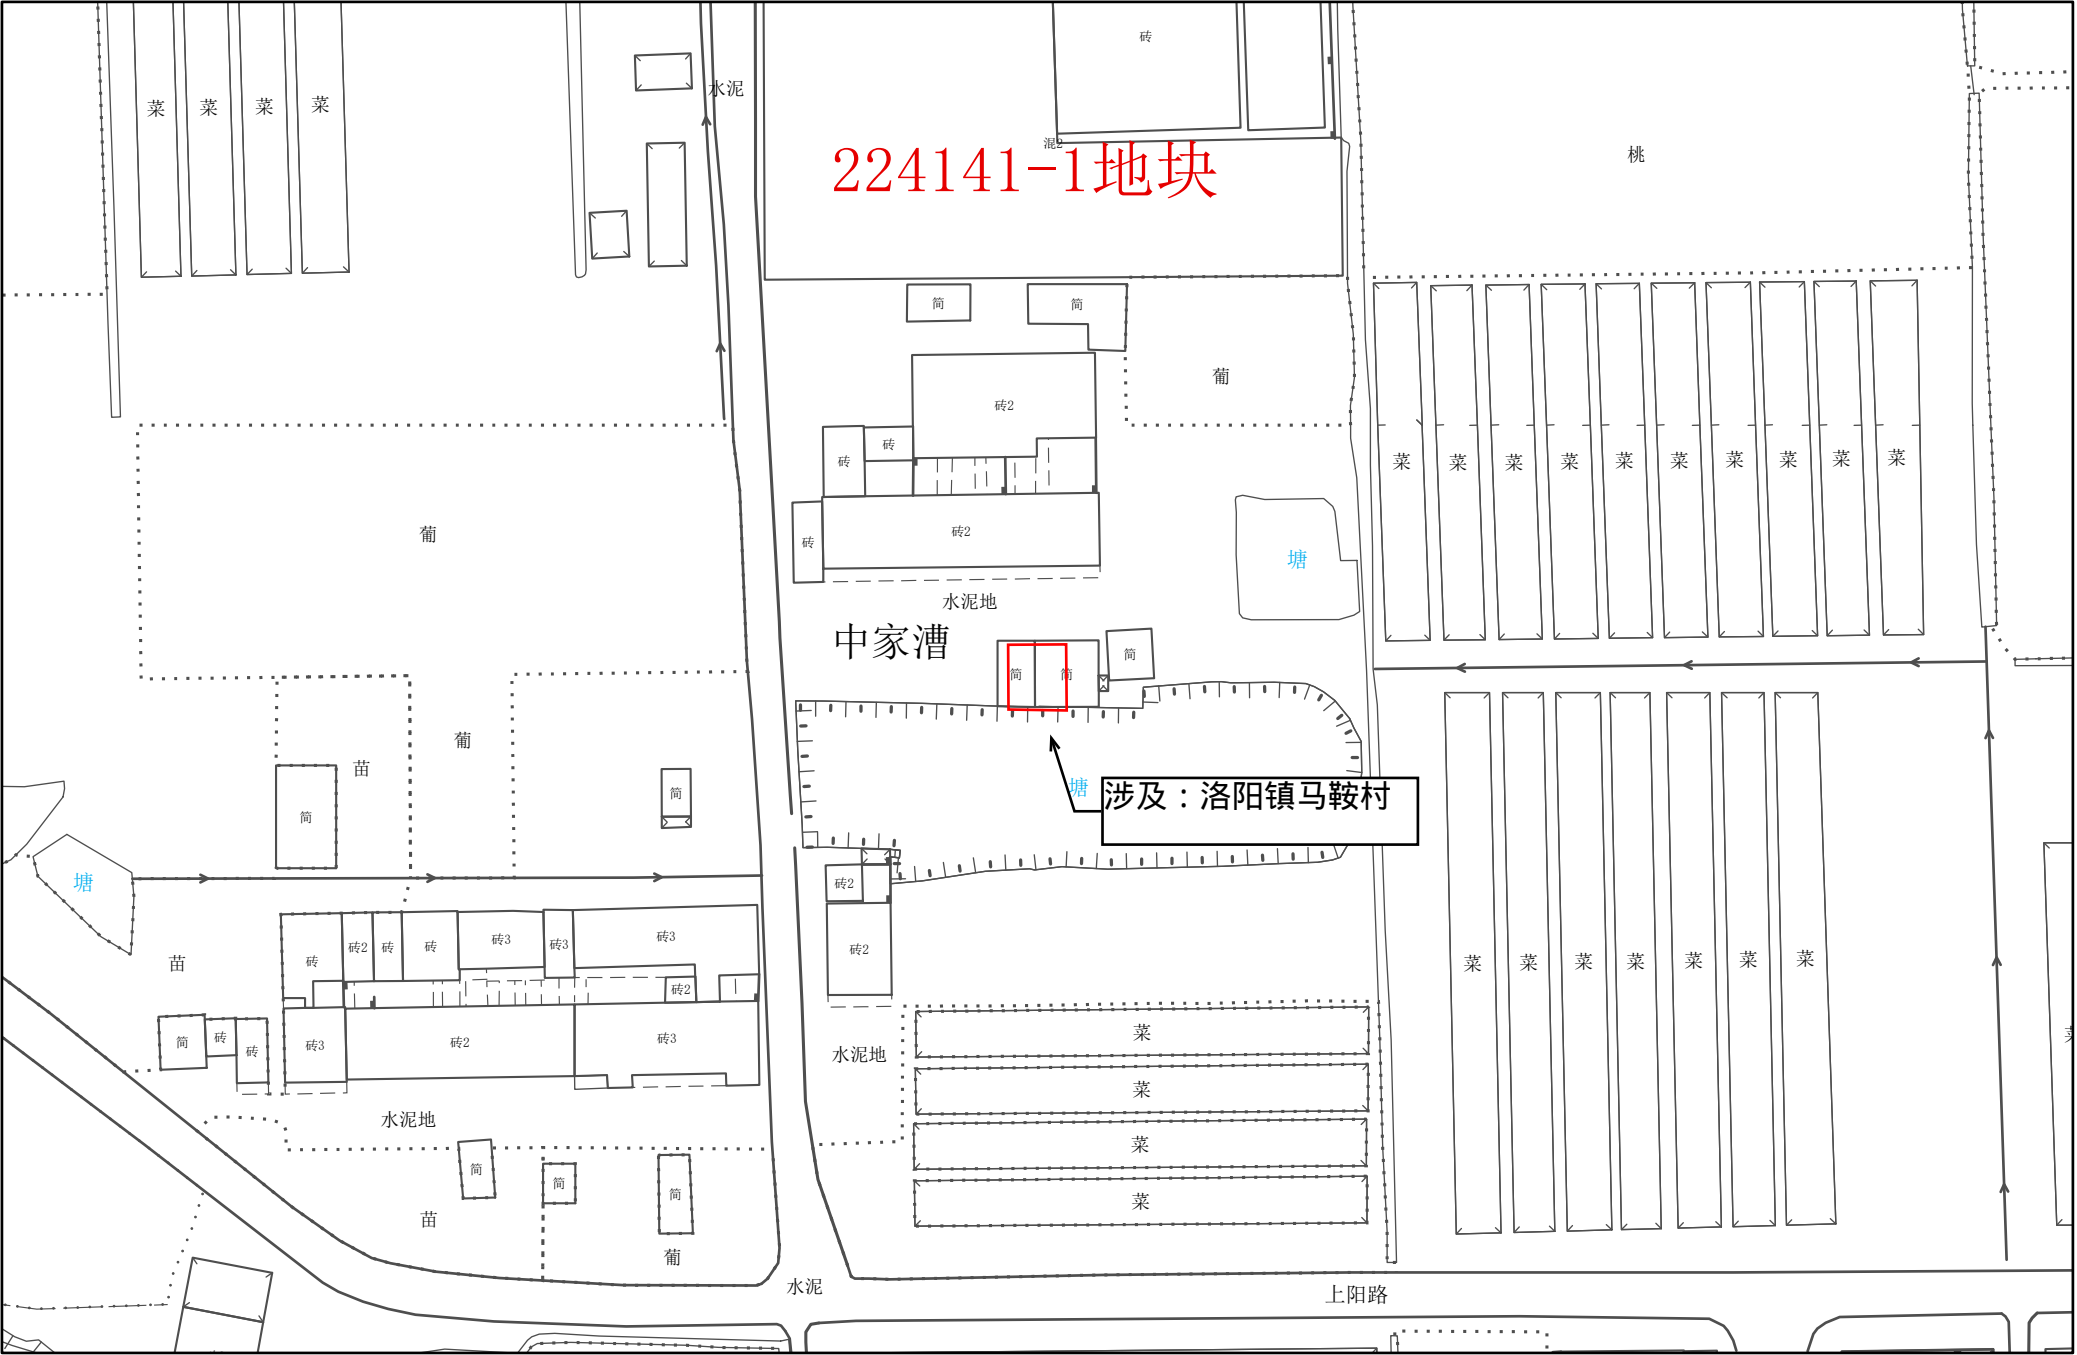 砖
水泥
菜
菜
菜
菜
混2
224141-1地块
桃
简
简
葡
砖2
砖
砖
菜
菜
菜
菜
菜
菜
菜
菜
菜
菜
葡
砖2
砖
塘
水泥地
中家漕
简
简
简
葡
苗
塘
涉及：洛阳镇马鞍村
简
简
塘
砖2
苗
砖
砖2
砖
砖
砖3
砖3
砖3
砖2
菜
菜
菜
菜
菜
菜
菜
砖2
简
砖
砖
砖3
砖2
砖3
水泥地
菜
菜
菜
菜
水泥地
简
简
简
苗
葡
水泥
上阳路